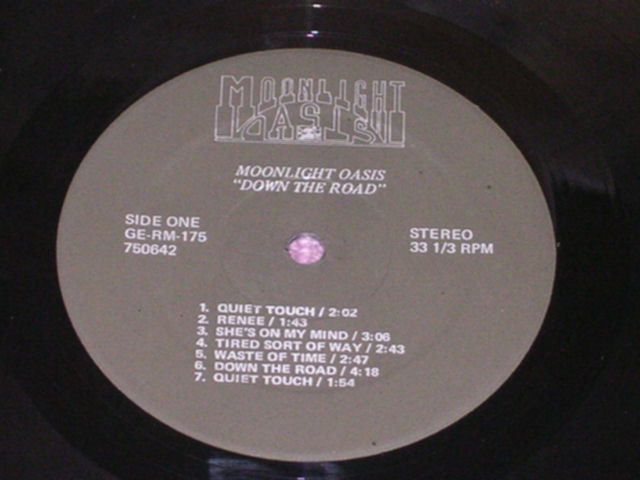 MOONLIGHT
OASIS
MOONLIGHT OASIS
"DOWN THE ROAD"
SIDE ONE
GE-RM-175
750642
STEREO
33 1/3 RPM
1. QUIET TOUCH / 2:02
2. RENEE / 1:43
3. SHE'S ON MY MIND / 3:06
4. TIRED SORT OF WAY / 2:43
5. WASTE OF TIME / 2:47
6. DOWN THE ROAD / 4:18
7. QUIET TOUCH / 1:54